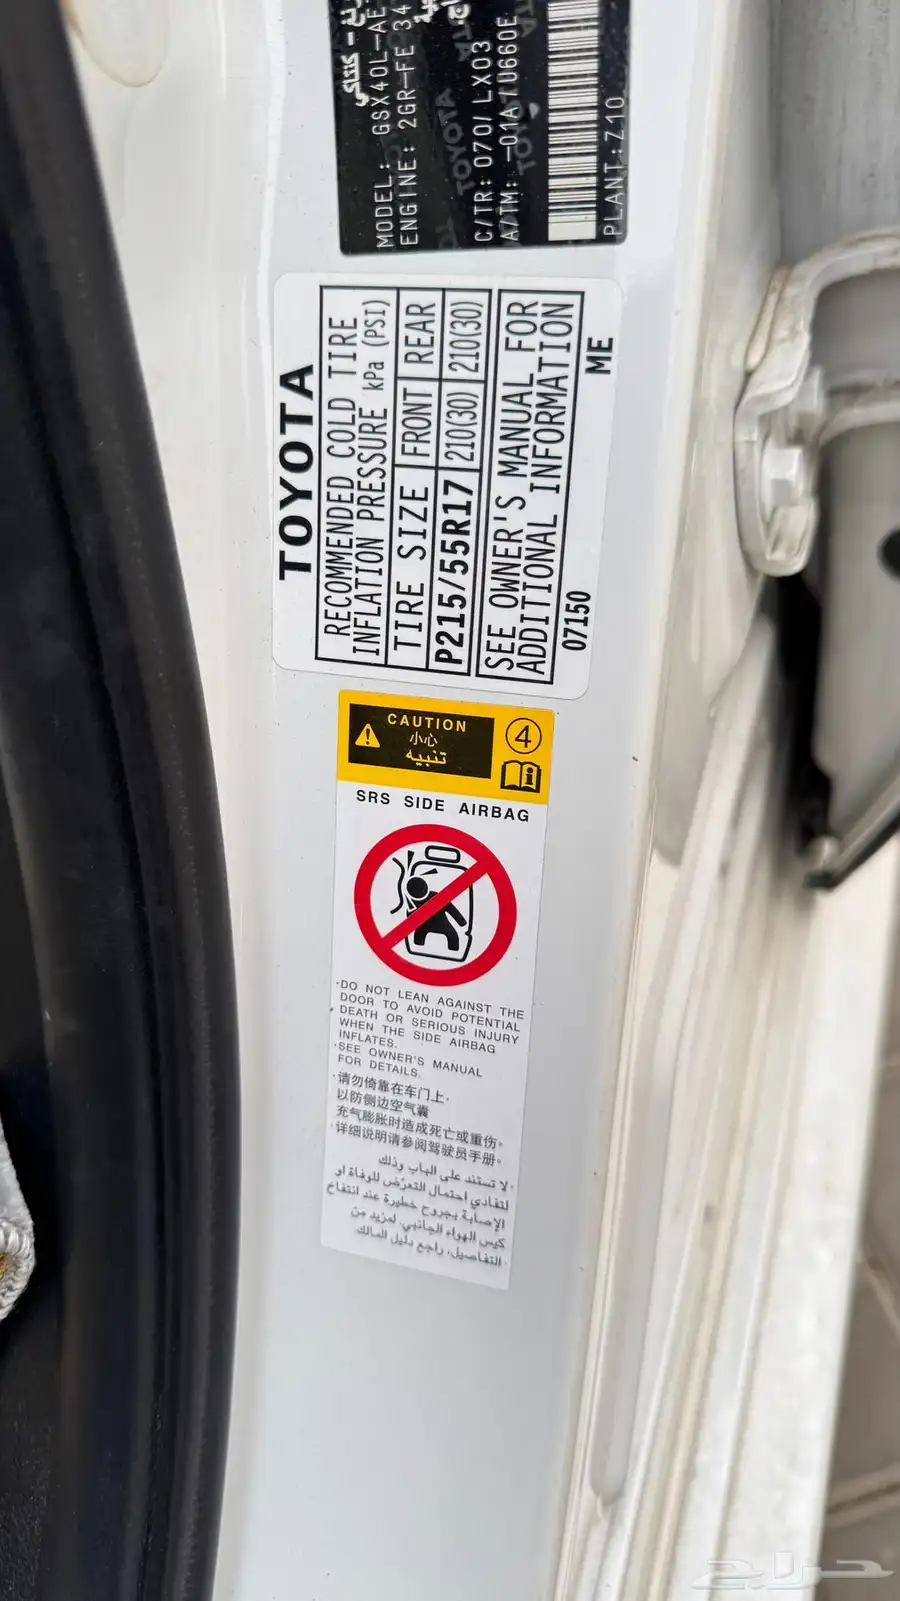 MODEL: GSX40L-AE
ENGINE: 2GR-FE 34
C/TR: 070/ LX03
A/TM: -01A/U660E
PLANT:Z10
TOYOTA
RECOMMENDED COLD TIRE
INFLATION PRESSURE kPa (PSI)
TIRE SIZE FRONT REAR
P215/55R17 210(30) 210(30)
SEE OWNER'S MANUAL FOR
ADDITIONAL INFORMATION
07150 ME
CAUTION
小心
تنبيه
4
SRS SIDE AIRBAG
·DO NOT LEAN AGAINST THE
DOOR TO AVOID POTENTIAL
DEATH OR SERIOUS INJURY
WHEN THE SIDE AIRBAG
INFLATES.
·SEE OWNER'S MANUAL
FOR DETAILS.
·请勿倚靠在车门上,
以防侧边空气囊
充气膨胀时造成死亡或重伤。
·详细说明请参阅驾驶员手册。
·لا تستند على الباب وذلك
لتفادي احتمال التعرّض للوفاة او
الإصابة بجروح خطيرة عند انتفاخ
كيس الهواء الجانبي. لمزيد من
التفاصيل، راجع بليل المالك.
حراج